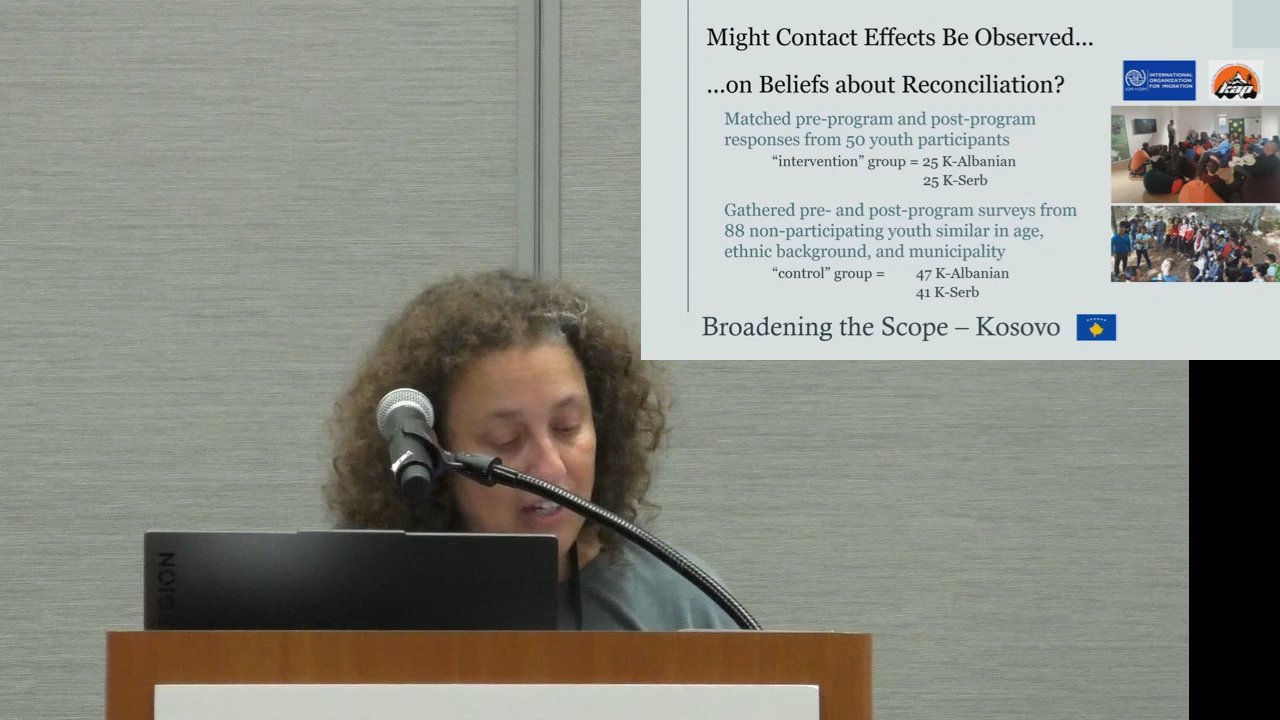 Might Contact Effects Be Observed...
...on Beliefs about Reconciliation?
INTERNATIONAL
ORGANIZATION
FOR MIGRATION
kap
Matched pre-program and post-program
responses from 50 youth participants
“intervention” group = 25 K-Albanian
25 K-Serb
Gathered pre- and post-program surveys from
88 non-participating youth similar in age,
ethnic background, and municipality
“control” group = 47 K-Albanian
41 K-Serb
Broadening the Scope – Kosovo